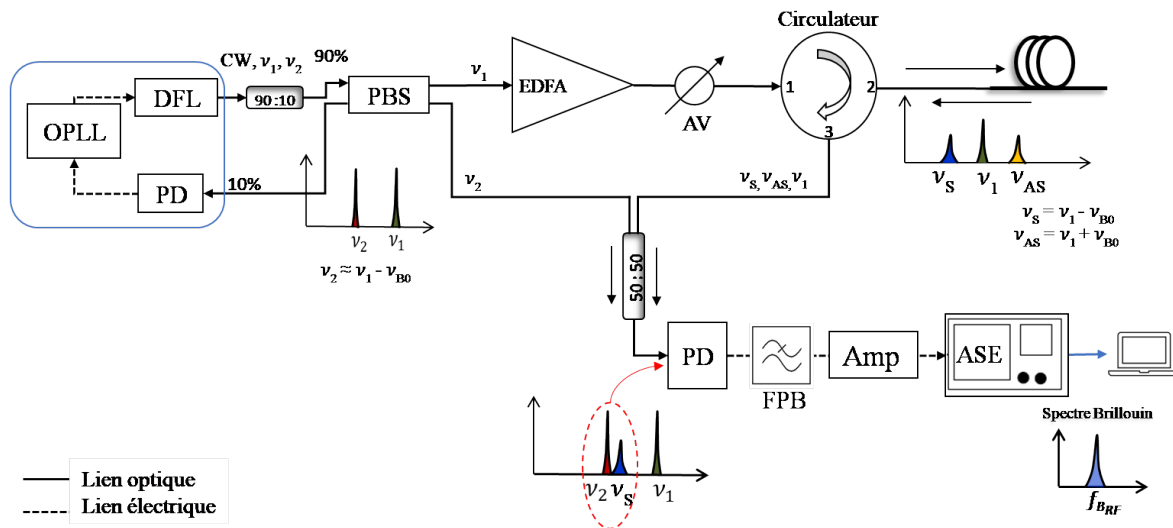 Circulateur
CW, ν1, ν2 90%
DFL
90 :10
PBS
ν1
EDFA
AV
1
2
3
OPLL
PD
10%
ν2
νS, νAS, ν1
νS ν1 νAS
νS = ν1 - νB0
νAS = ν1 + νB0
ν2 ν1
ν2 ≈ ν1 - νB0
50 : 50
PD
FPB
Amp
ASE
Spectre Brillouin
fBRF
ν2 νS ν1
Lien optique
Lien électrique